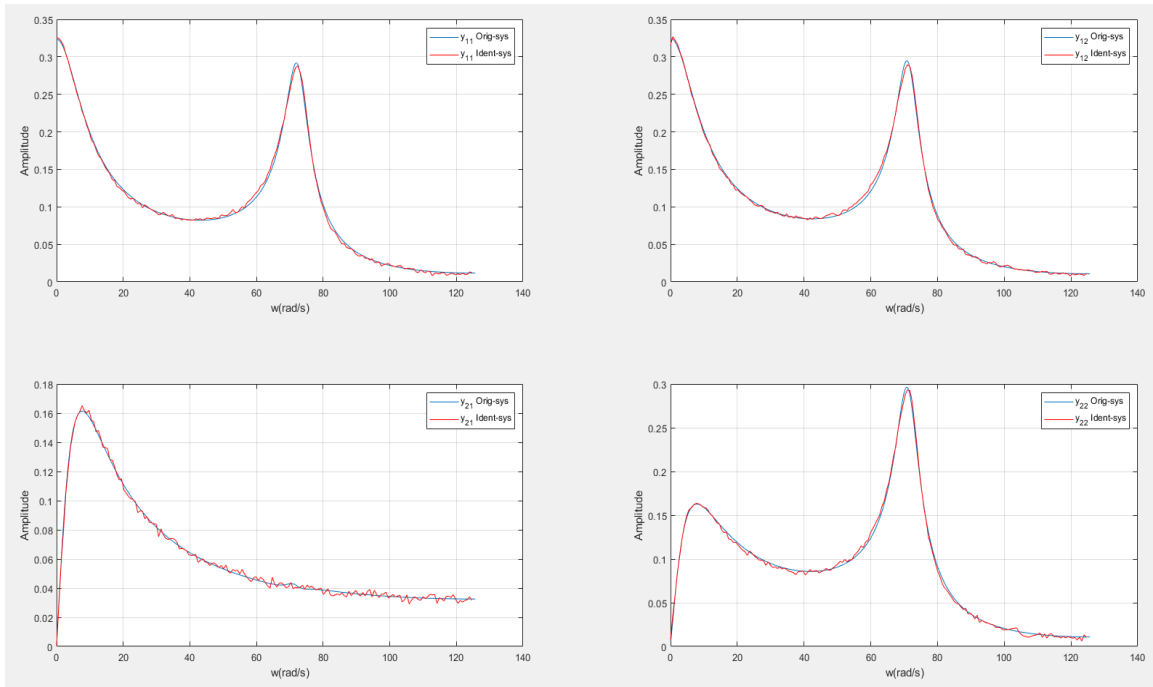 0.35
0.3
0.25
0.2
0.15
0.1
0.05
0
Amplitude
0 20 40 60 80 100 120 140
w(rad/s)
y11 Orig-sys
y11 Ident-sys
0.35
0.3
0.25
0.2
0.15
0.1
0.05
0
Amplitude
0 20 40 60 80 100 120 140
w(rad/s)
y12 Orig-sys
y12 Ident-sys
0.18
0.16
0.14
0.12
0.1
0.08
0.06
0.04
0.02
0
Amplitude
0 20 40 60 80 100 120 140
w(rad/s)
y21 Orig-sys
y21 Ident-sys
0.3
0.25
0.2
0.15
0.1
0.05
0
Amplitude
0 20 40 60 80 100 120 140
w(rad/s)
y22 Orig-sys
y22 Ident-sys